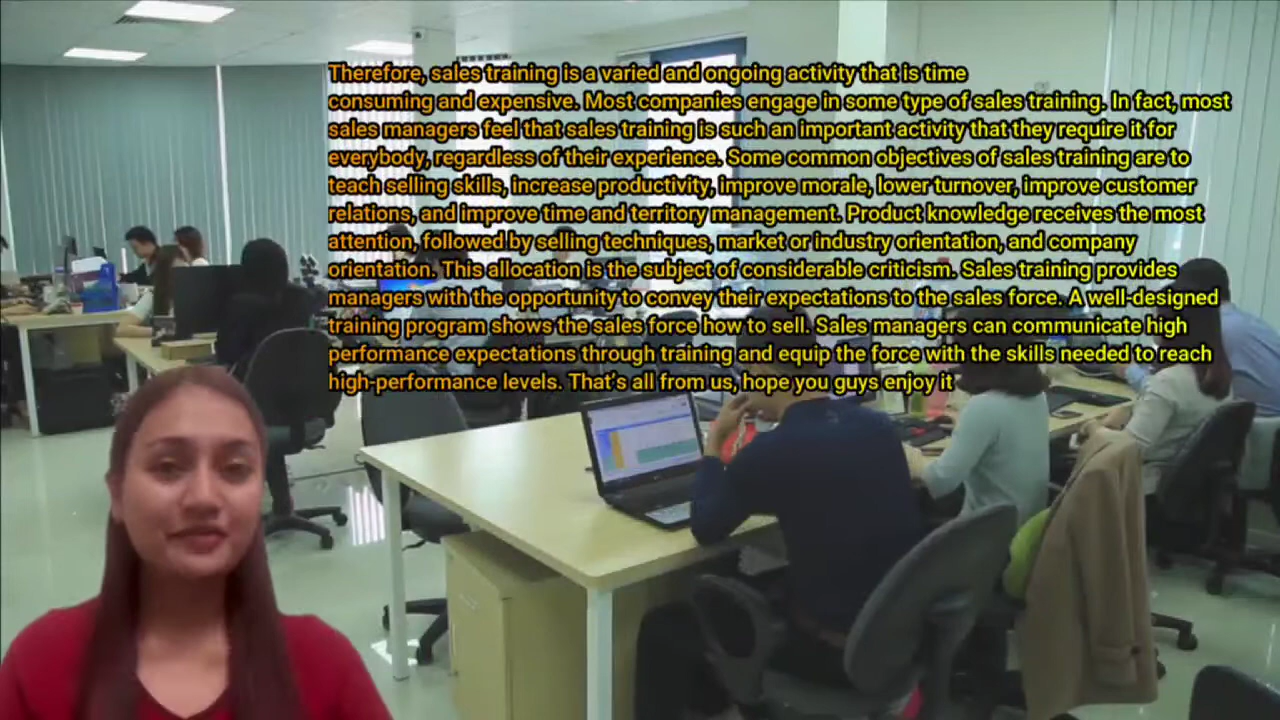 Therefore, sales training is a varied and ongoing activity that is time
consuming and expensive. Most companies engage in some type of sales training. In fact, most
sales managers feel that sales training is such an important activity that they require it for
everybody, regardless of their experience. Some common objectives of sales training are to
teach selling skills, increase productivity, improve morale, lower turnover, improve customer
relations, and improve time and territory management. Product knowledge receives the most
attention, followed by selling techniques, market or industry orientation, and company
orientation. This allocation is the subject of considerable criticism. Sales training provides
managers with the opportunity to convey their expectations to the sales force. A well-designed
training program shows the sales force how to sell. Sales managers can communicate high
performance expectations through training and equip the force with the skills needed to reach
high-performance levels. That's all from us, hope you guys enjoy it